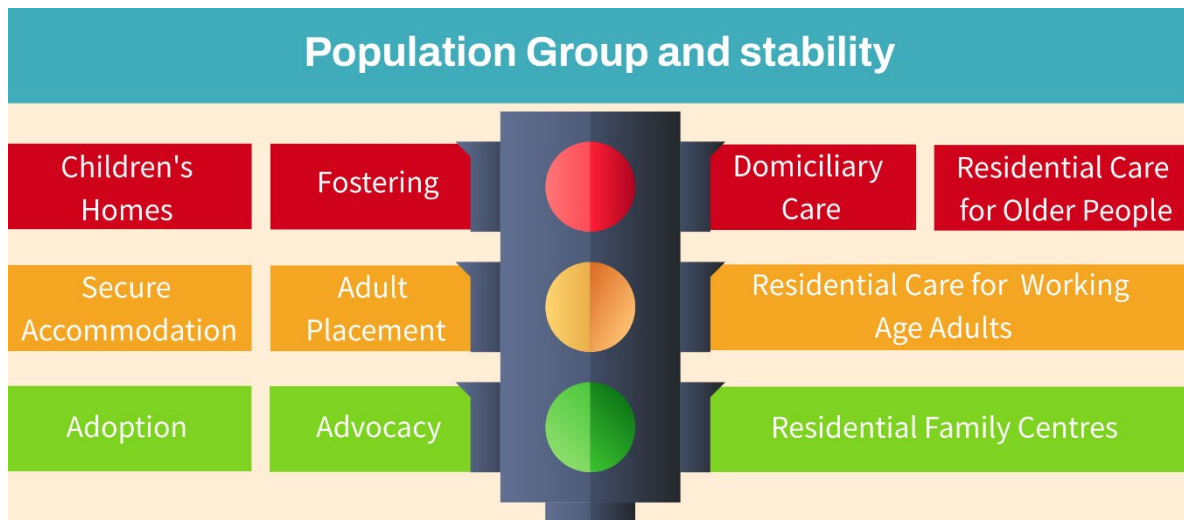 Population Group and stability
Children's
Homes
Fostering
Domiciliary
Care
Residential Care
for Older People
Secure
Accommodation
Adult
Placement
Residential Care for  Working
Age Adults
Adoption
Advocacy
Residential Family Centres